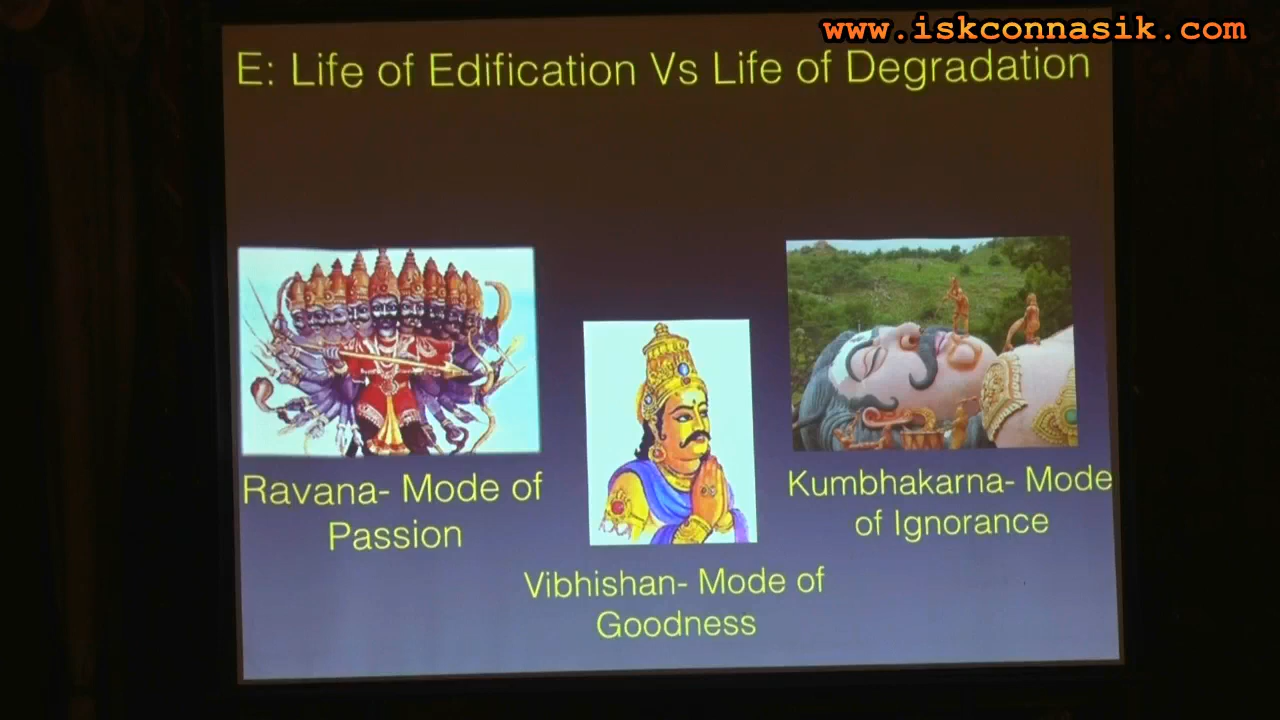 www.iskconnasik.com
E: Life of Edification Vs Life of Degradation
Ravana- Mode of
Passion
Vibhishan- Mode of
Goodness
Kumbhakarna- Mode
of Ignorance